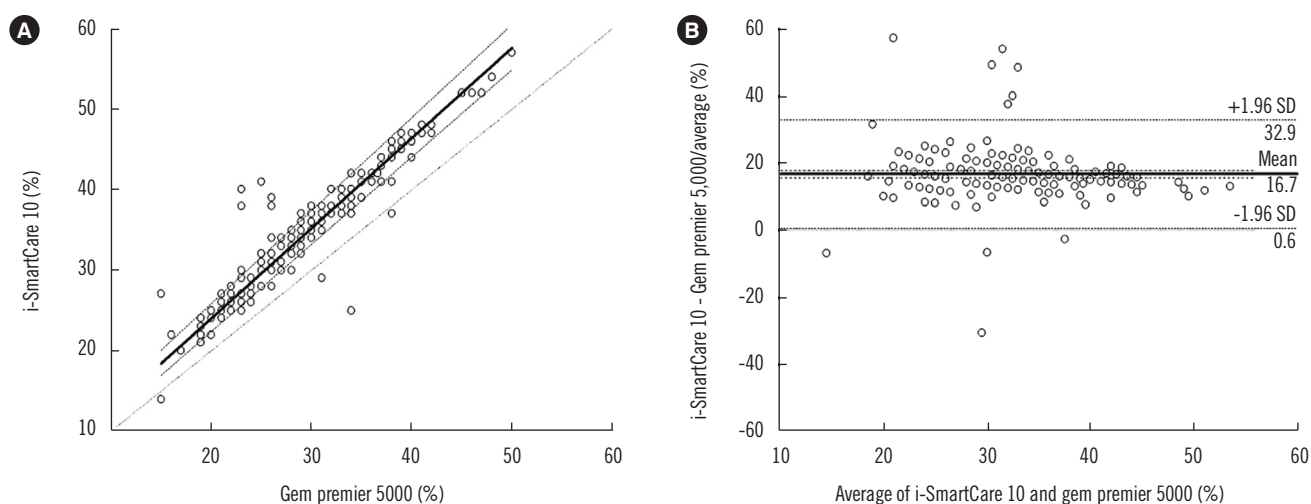 A
60
50
40
30
20
10
i-SmartCare 10 (%)
20 30 40 50 60
Gem premier 5000 (%)
B
60
40
20
0
-20
-40
-60
i-SmartCare 10 - Gem premier 5,000/average (%)
+1.96 SD
32.9
Mean
16.7
-1.96 SD
0.6
10 20 30 40 50 60
Average of i-SmartCare 10 and gem premier 5000 (%)